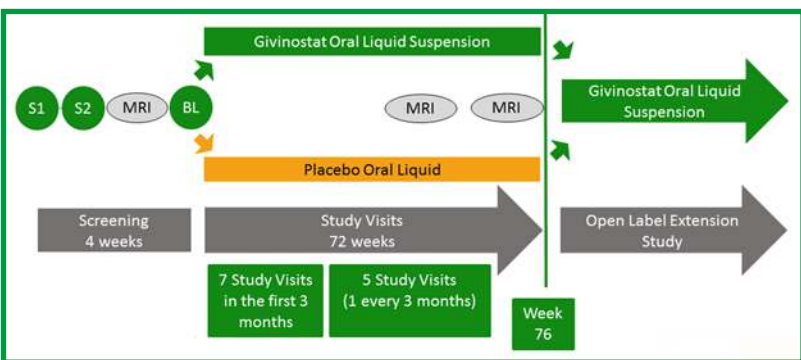 Givinostat Oral Liquid Suspension
S1
S2
MRI
BL
MRI
MRI
Givinostat Oral Liquid
Suspension
Placebo Oral Liquid
Screening
4 weeks
Study Visits
72 weeks
Open Label Extension
Study
7 Study Visits
in the first 3
months
5 Study Visits
(1 every 3 months)
Week
76